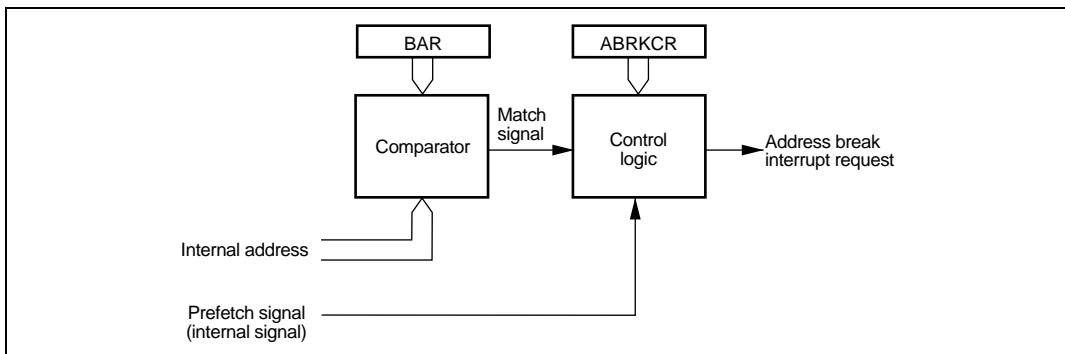 BAR
ABRKCR
Comparator
Match
signal
Control
logic
Address break
interrupt request
Internal address
Prefetch signal
(internal signal)